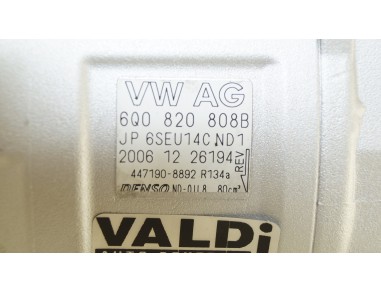 VW AG
6Q0 820 808B
JP 6SEU14C ND1
2006 12 26194
REV
447190-8892 R134a
DENSO ND-OIL8 80cm³
VALDi